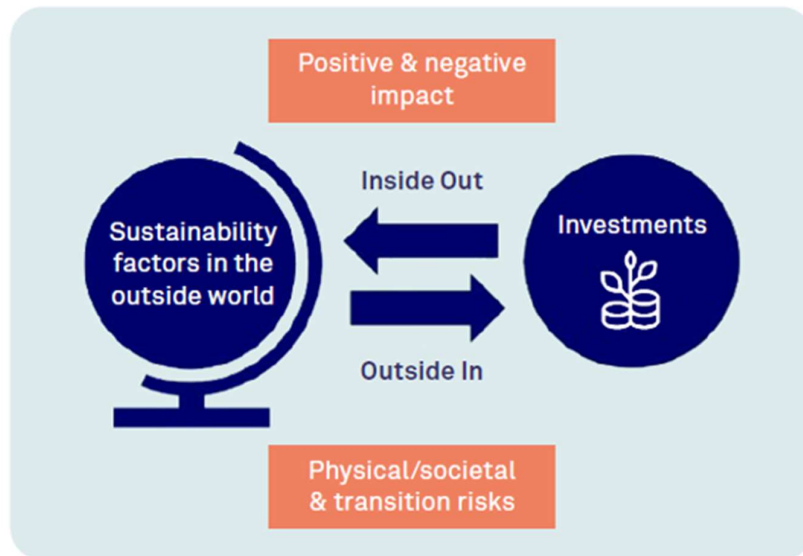 Positive & negative
impact
Inside Out
Sustainability
factors in the
outside world
Investments
Outside In
Physical/societal
& transition risks